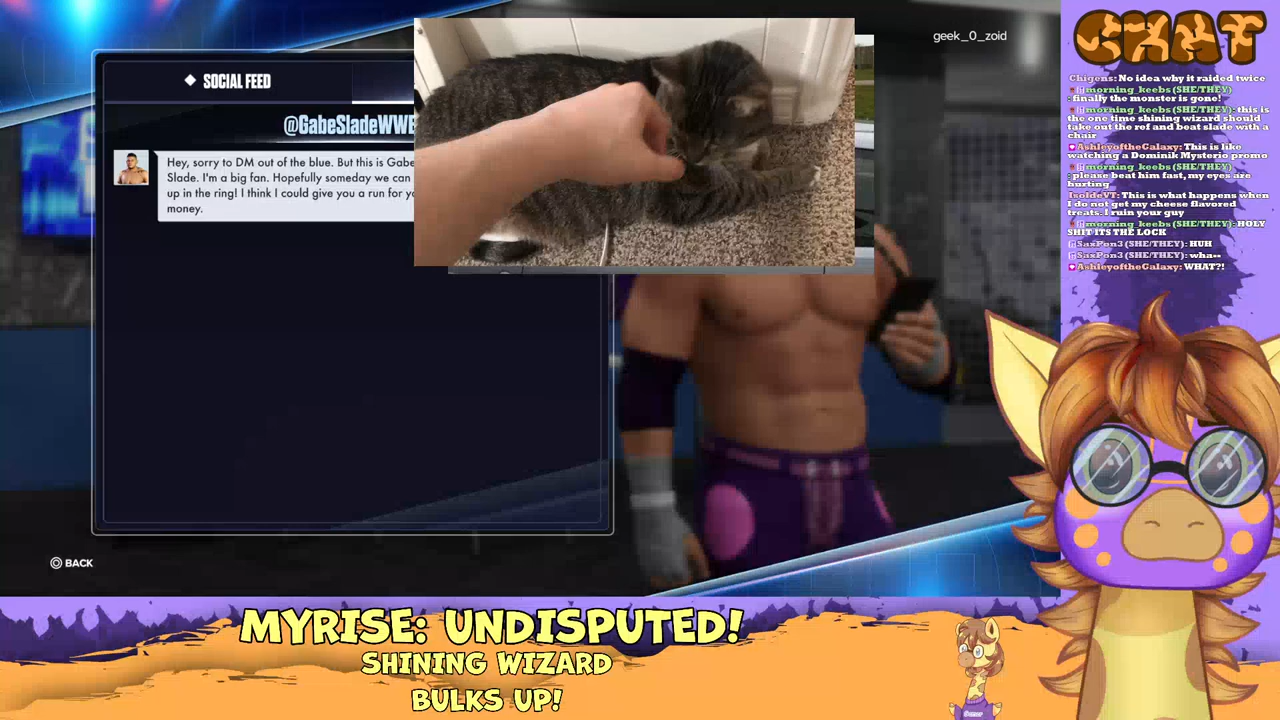 geek_0_zoid
CHAT
SOCIAL FEED
@GabeSladeWWE
Hey, sorry to DM out of the blue. But this is Gabe
Slade. I'm a big fan. Hopefully someday we can
up in the ring! I think I could give you a run for yo
money.
BACK
Chigens: No idea why it raided twice
morning_keebs (SHE/THEY)
: finally the monster is gone!
morning_keebs (SHE/THEY): this is
the one time shining wizard should
take out the ref and beat slade with a
chair
AshleyoftheGalaxy: This is like
watching a Dominik Mysterio promo
morning_keebs (SHE/THEY)
: please beat him fast, my eyes are
hurting
IsoldeVT: This is what happens when
I do not get my cheese flavored
treats. I ruin your guy
morning_keebs (SHE/THEY): HOLY
SHIT ITS THE LOCK
SaxPon3 (SHE/THEY): HUH
SaxPon3 (SHE/THEY): wha--
AshleyoftheGalaxy: WHAT?!
MYRISE: UNDISPUTED!
SHINING WIZARD
BULKS UP!